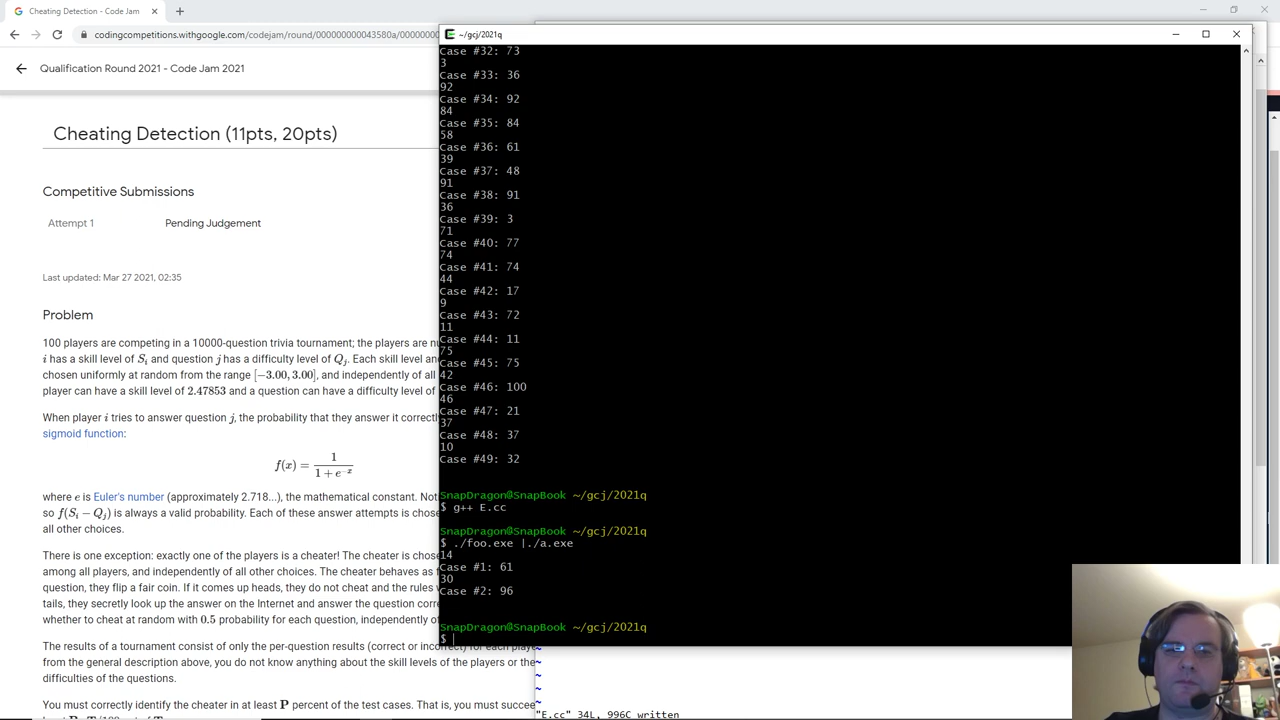 Cheating Detection - Code Jam
codingcompetitions.withgoogle.com/codejam/round/000000000043580a/000000
Qualification Round 2021 - Code Jam 2021
Cheating Detection (11pts, 20pts)
Competitive Submissions
Attempt 1 Pending Judgement
Last updated: Mar 27 2021, 02:35
Problem
100 players are competing in a 10000-question trivia tournament; the players are nu
i has a skill level of Si and question j has a difficulty level of Qj. Each skill level and
chosen uniformly at random from the range [−3.00, 3.00], and independently of all
player can have a skill level of 2.47853 and a question can have a difficulty level of
When player i tries to answer question j, the probability that they answer it correctly
sigmoid function:
f(x) = 1 / 1 + e^−x
where e is Euler's number (approximately 2.718...), the mathematical constant. Not
so f(Si − Qj) is always a valid probability. Each of these answer attempts is chose
all other choices.
There is one exception: exactly one of the players is a cheater! The cheater is chose
among all players, and independently of all other choices. The cheater behaves as f
question, they flip a fair coin. If it comes up heads, they do not cheat and the rules
tails, they secretly look up the answer on the Internet and answer the question corre
whether to cheat at random with 0.5 probability for each question, independently of
The results of a tournament consist of only the per-question results (correct or incorrect) for each playe
from the general description above, you do not know anything about the skill levels of the players or the
difficulties of the questions.
You must correctly identify the cheater in at least P percent of the test cases. That is, you must succee
~/gcj/2021q
Case #32: 73
3
Case #33: 36
92
Case #34: 92
84
Case #35: 84
58
Case #36: 61
39
Case #37: 48
91
Case #38: 91
36
Case #39: 3
71
Case #40: 77
74
Case #41: 74
44
Case #42: 17
9
Case #43: 72
11
Case #44: 11
75
Case #45: 75
42
Case #46: 100
46
Case #47: 21
37
Case #48: 37
10
Case #49: 32
SnapDragon@SnapBook ~/gcj/2021q
$ g++ E.cc
SnapDragon@SnapBook ~/gcj/2021q
$ ./foo.exe |./a.exe
14
Case #1: 61
30
Case #2: 96
SnapDragon@SnapBook ~/gcj/2021q
$
~
~
~
~
"E.cc" 34L, 996C written